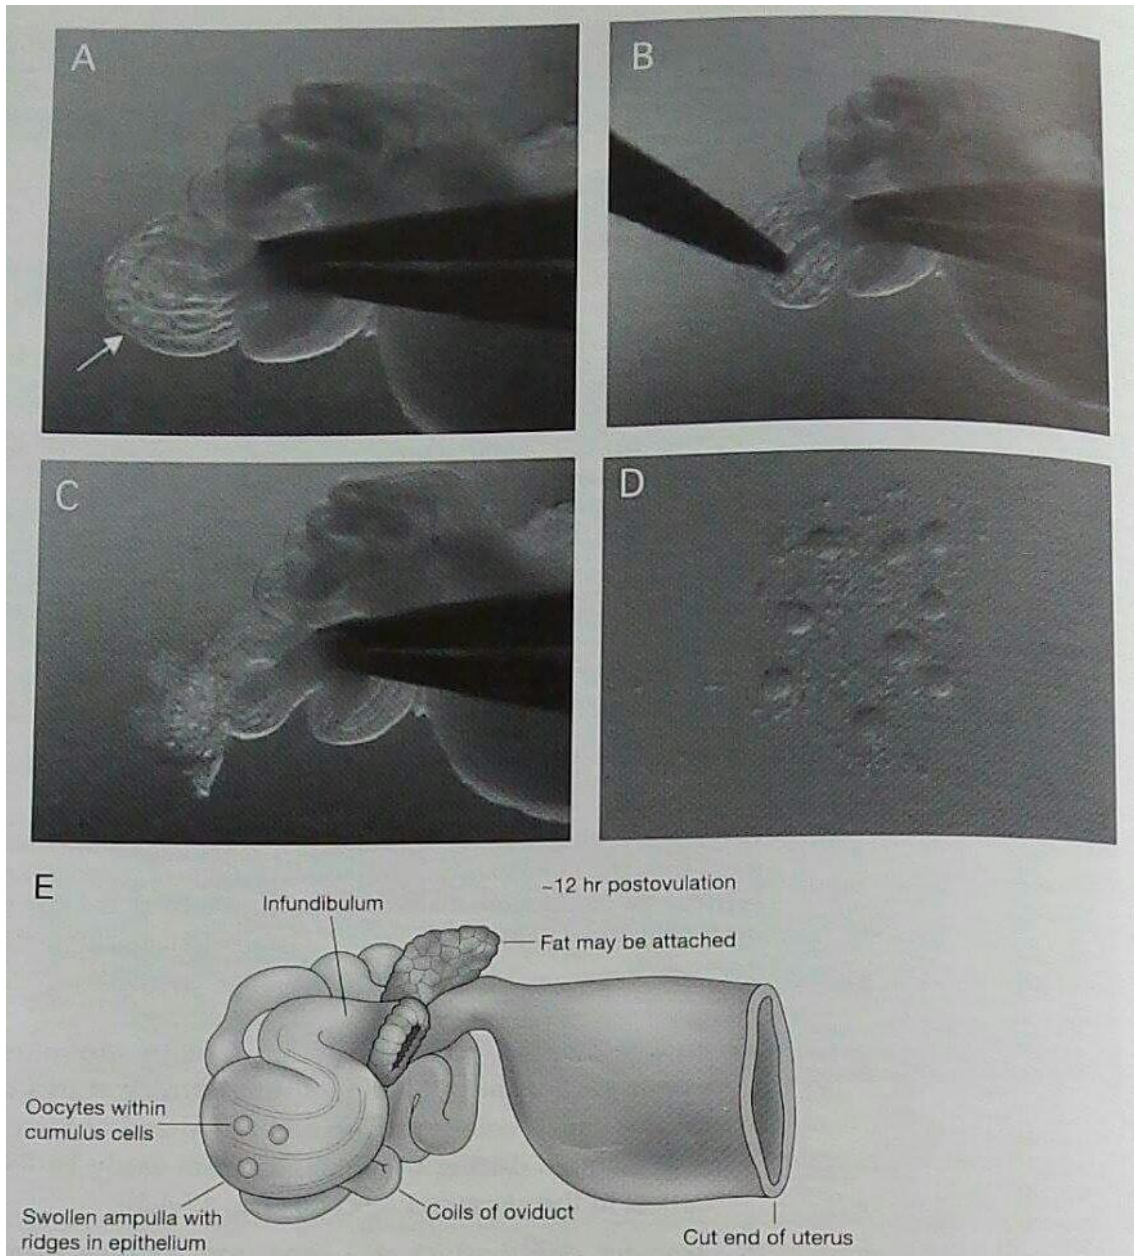 A
B
C
D
E
~12 hr postovulation
Infundibulum
Fat may be attached
Oocytes within
cumulus cells
Swollen ampulla with
ridges in epithelium
Coils of oviduct
Cut end of uterus